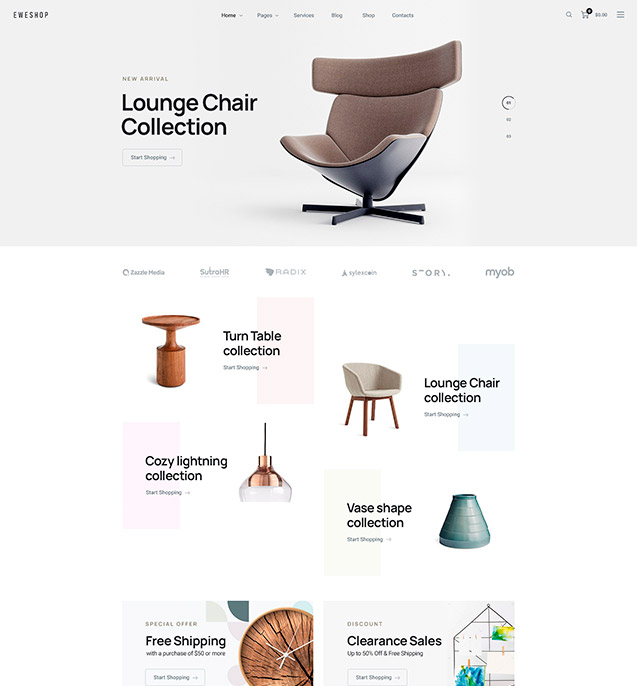 EWESHOP
Home
Pages
Services
Blog
Shop
Contacts
0
$0.00
NEW ARRIVAL
Lounge Chair
Collection
Start Shopping
01
02
03
Zazzle Media
SutroHR
RADIX
sylexcoin
STORY.
myob
Turn Table
collection
Start Shopping
Lounge Chair
collection
Start Shopping
Cozy lightning
collection
Start Shopping
Vase shape
collection
Start Shopping
SPECIAL OFFER
Free Shipping
with a purchase of $50 or more
Start Shopping
DISCOUNT
Clearance Sales
Up to 50% Off & Free Shipping
Start Shopping